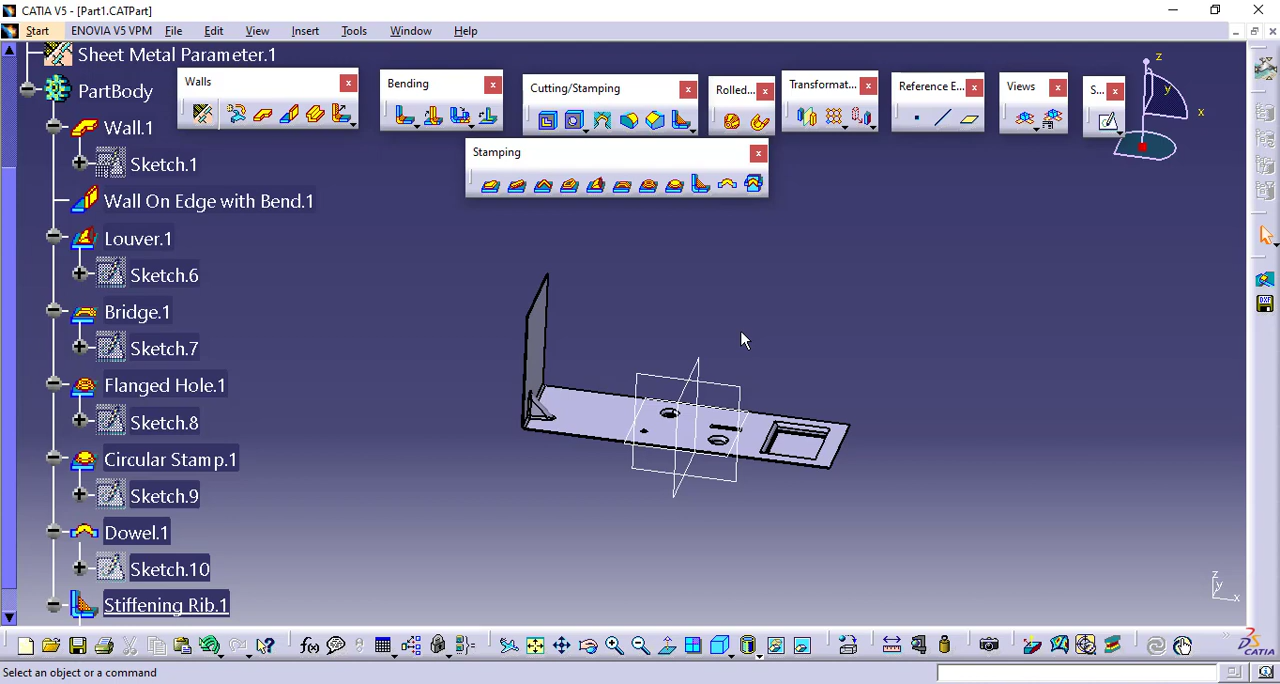 CATIA V5 - [Part1.CATPart]
Start ENOVIA V5 VPM File Edit View Insert Tools Window Help
Sheet Metal Parameter.1
PartBody
Wall.1
Sketch.1
Wall On Edge with Bend.1
Louver.1
Sketch.6
Bridge.1
Sketch.7
Flanged Hole.1
Sketch.8
Circular Stamp.1
Sketch.9
Dowel.1
Sketch.10
Stiffening Rib.1
Walls
Bending
Cutting/Stamping
Rolled...
Transformat...
Reference E...
Views
S...
Stamping
z
y
x
z
y
x
f(x)
DXF
CATIA
Select an object or a command